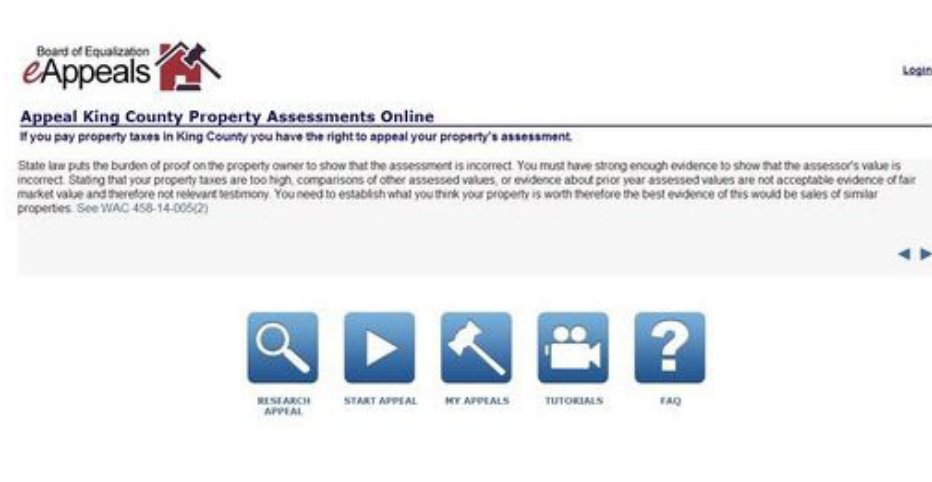 Board of Equalization
eAppeals
Login
Appeal King County Property Assessments Online
If you pay property taxes in King County you have the right to appeal your property's assessment.
State law puts the burden of proof on the property owner to show that the assessment is incorrect. You must have strong enough evidence to show that the assessor's value is
incorrect. Stating that your property taxes are too high, comparisons of other assessed values, or evidence about prior year assessed values are not acceptable evidence of fair
market value and therefore not relevant testimony. You need to establish what you think your property is worth therefore the best evidence of this would be sales of similar
properties. See WAC 458-14-005(2)
RESEARCH
APPEAL
START APPEAL
MY APPEALS
TUTORIALS
FAQ